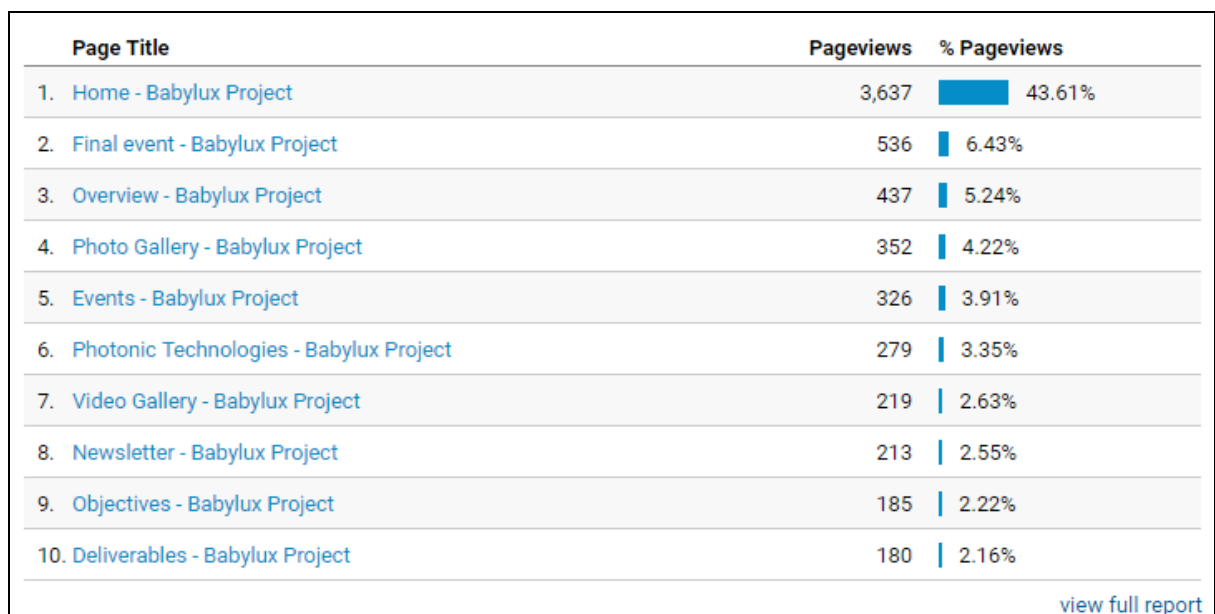 Page Title Pageviews % Pageviews
1. Home - Babylux Project 3,637 43.61%
2. Final event - Babylux Project 536 6.43%
3. Overview - Babylux Project 437 5.24%
4. Photo Gallery - Babylux Project 352 4.22%
5. Events - Babylux Project 326 3.91%
6. Photonic Technologies - Babylux Project 279 3.35%
7. Video Gallery - Babylux Project 219 2.63%
8. Newsletter - Babylux Project 213 2.55%
9. Objectives - Babylux Project 185 2.22%
10. Deliverables - Babylux Project 180 2.16%
view full report